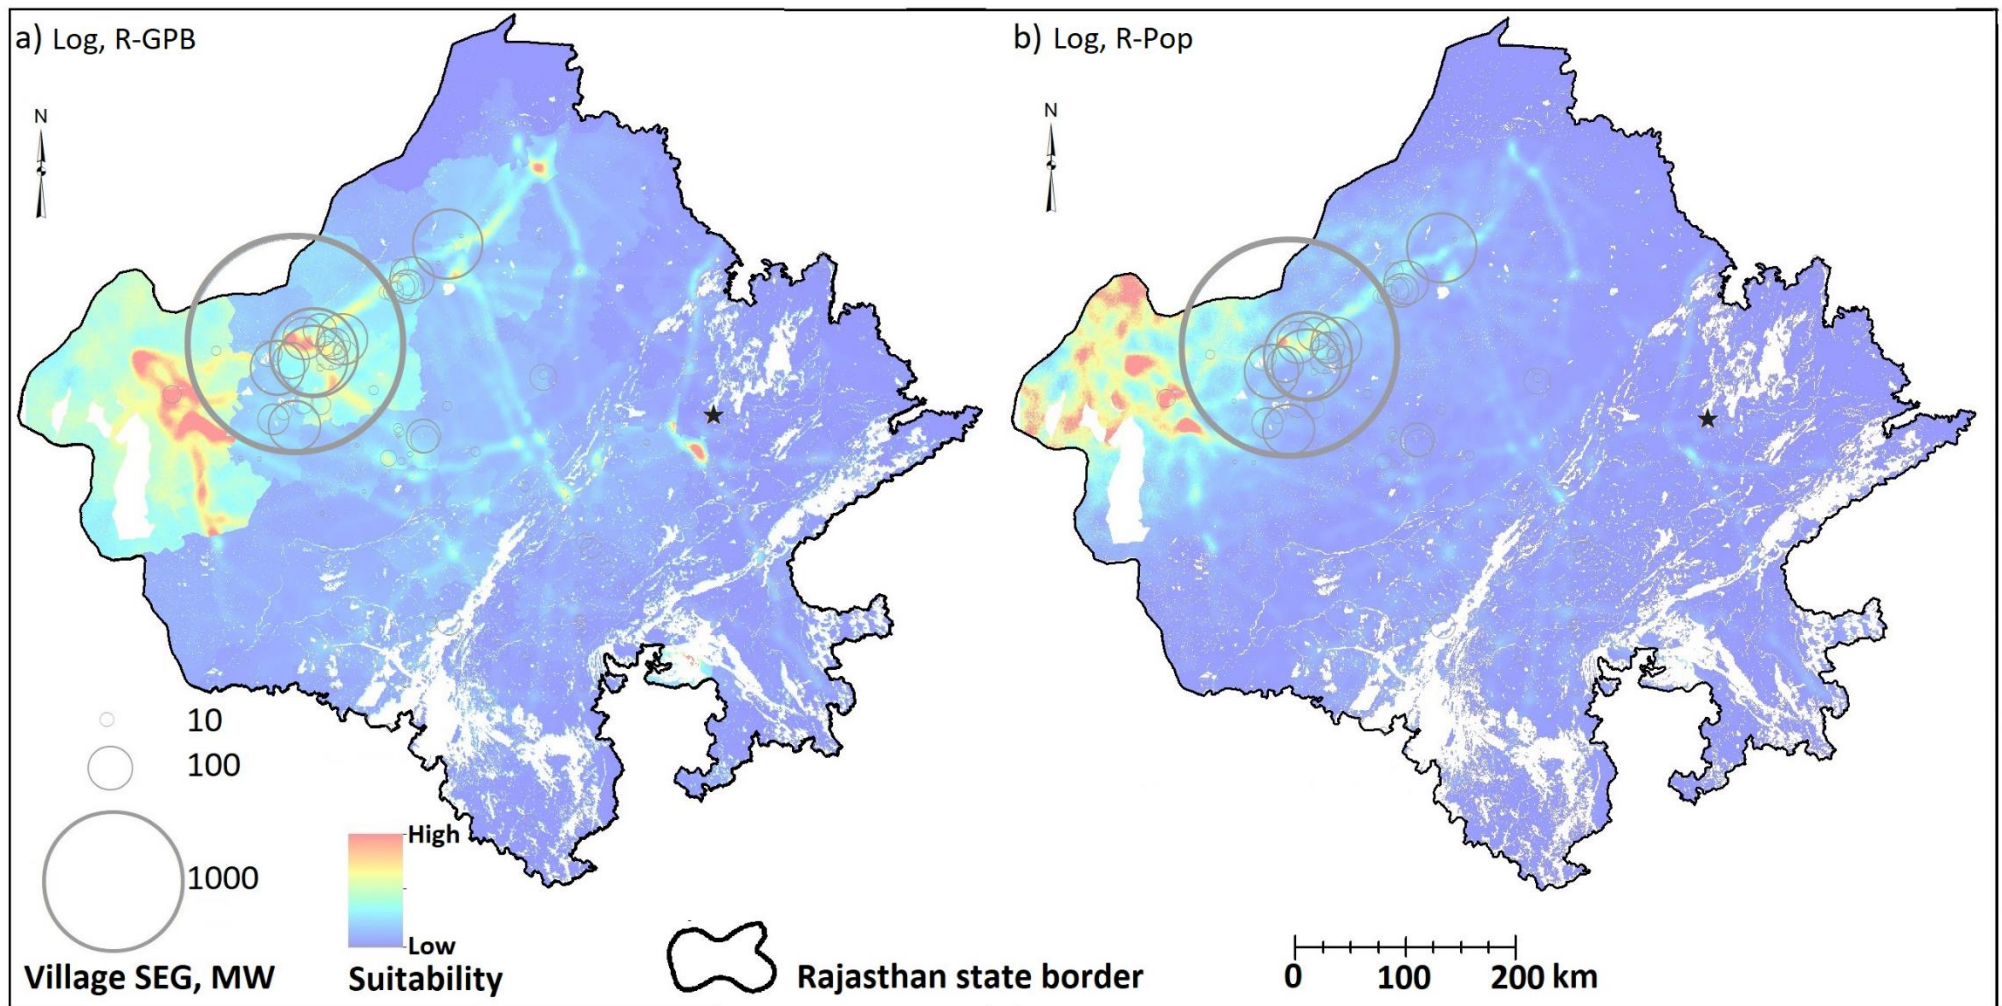 a) Log, R-GPB
b) Log, R-Pop
N
N
10
100
1000
Village SEG, MW
High
Low
Suitability
Rajasthan state border
0 100 200 km